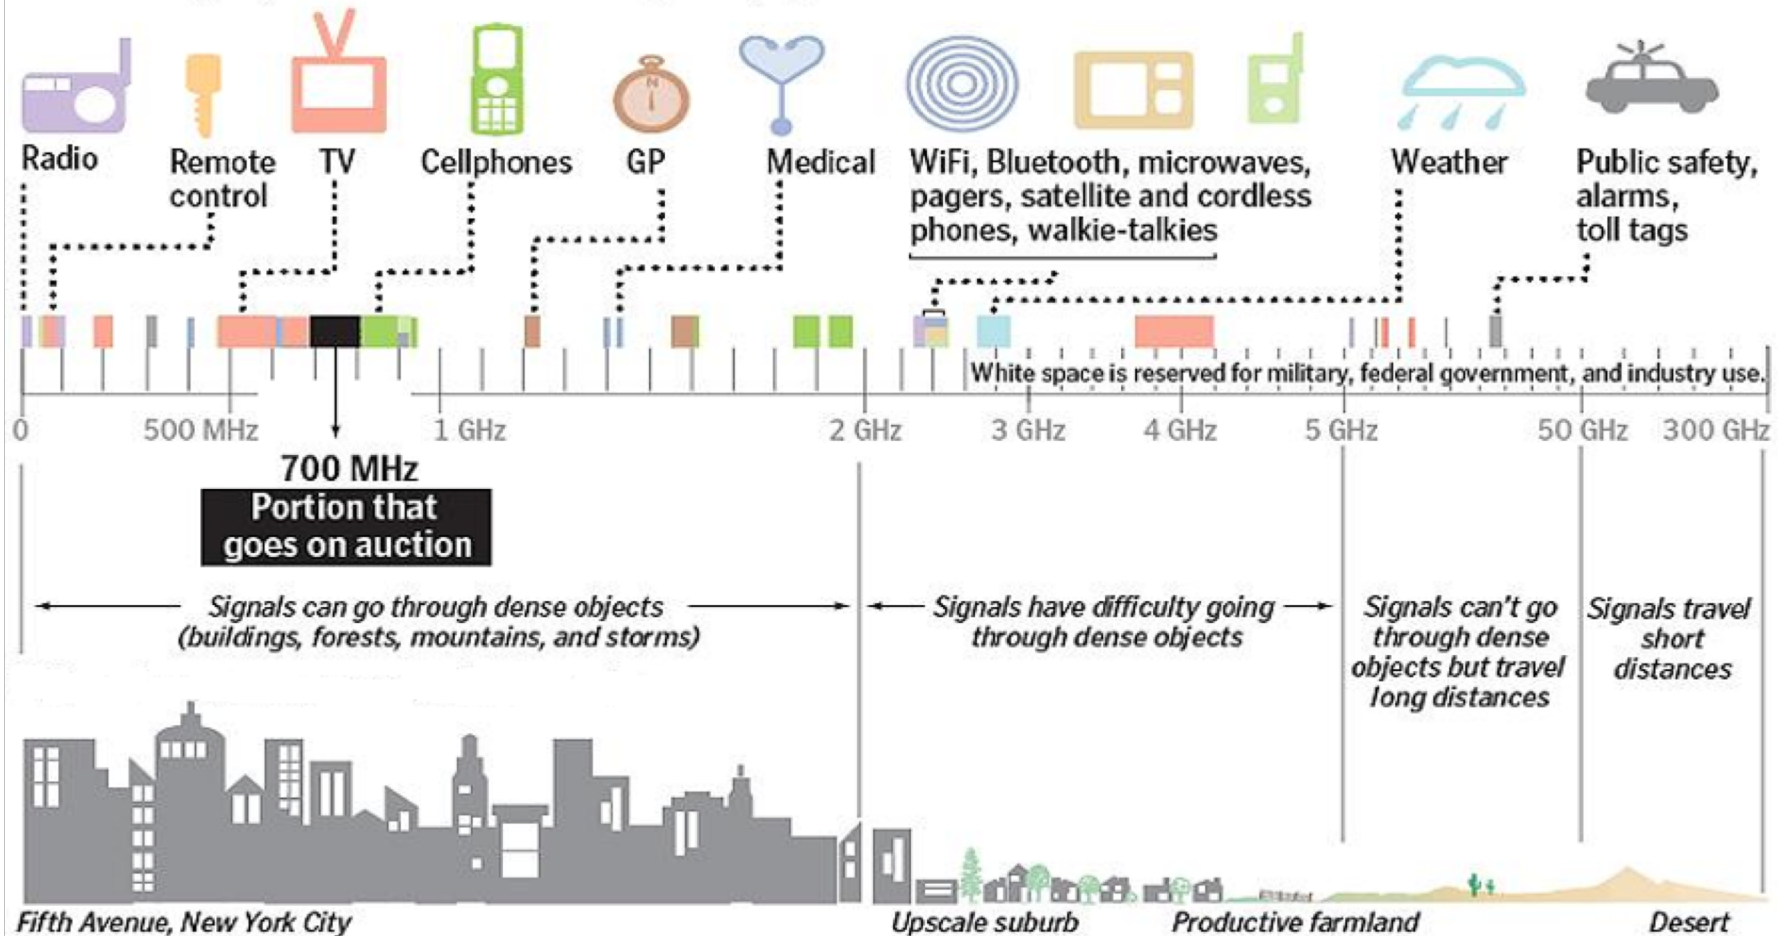 Radio
Remote
control
TV
Cellphones
GP
Medical
WiFi, Bluetooth, microwaves,
pagers, satellite and cordless
phones, walkie-talkies
Weather
Public safety,
alarms,
toll tags
N
White space is reserved for military, federal government, and industry use.
0
500 MHz
1 GHz
2 GHz
3 GHz
4 GHz
5 GHz
50 GHz
300 GHz
700 MHz
Portion that
goes on auction
Signals can go through dense objects
(buildings, forests, mountains, and storms)
Signals have difficulty going
through dense objects
Signals can't go
through dense
objects but travel
long distances
Signals travel
short
distances
Fifth Avenue, New York City
Upscale suburb
Productive farmland
Desert